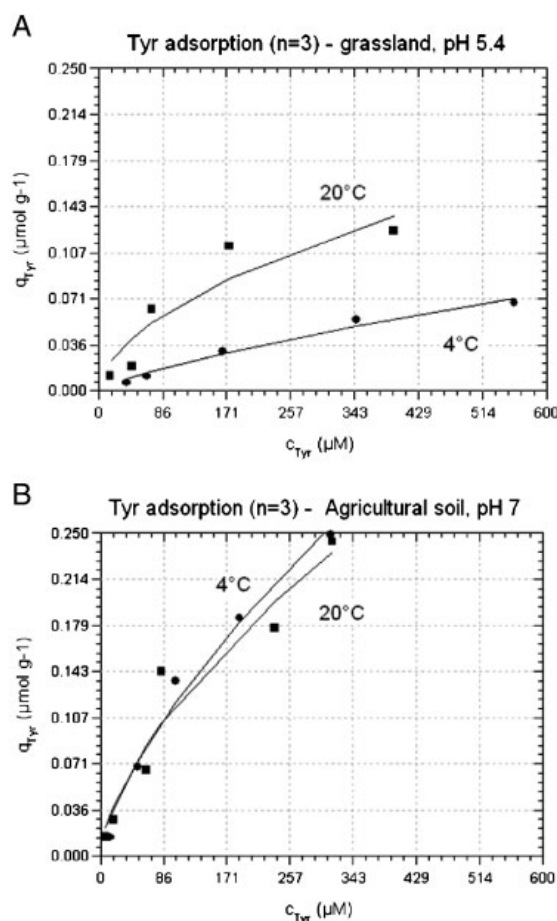 A
Tyr adsorption (n=3) - grassland, pH 5.4
0.250
0.214
0.179
0.143
0.107
0.071
0.036
0.000
q_Tyr (µmol g-1)
20°C
4°C
0 86 171 257 343 429 514 600
c_Tyr (µM)
B
Tyr adsorption (n=3) - Agricultural soil, pH 7
0.250
0.214
0.179
0.143
0.107
0.071
0.036
0.000
q_Tyr (µmol g-1)
4°C
20°C
0 86 171 257 343 429 514 600
c_Tyr (µM)